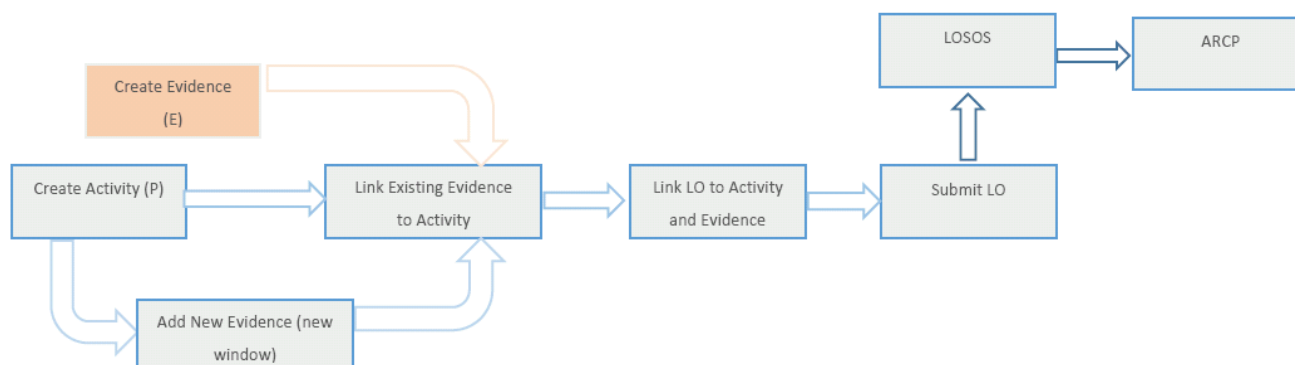 LOSOS
ARCP
Create Evidence
(E)
Create Activity (P)
Link Existing Evidence
to Activity
Link LO to Activity
and Evidence
Submit LO
Add New Evidence (new
window)